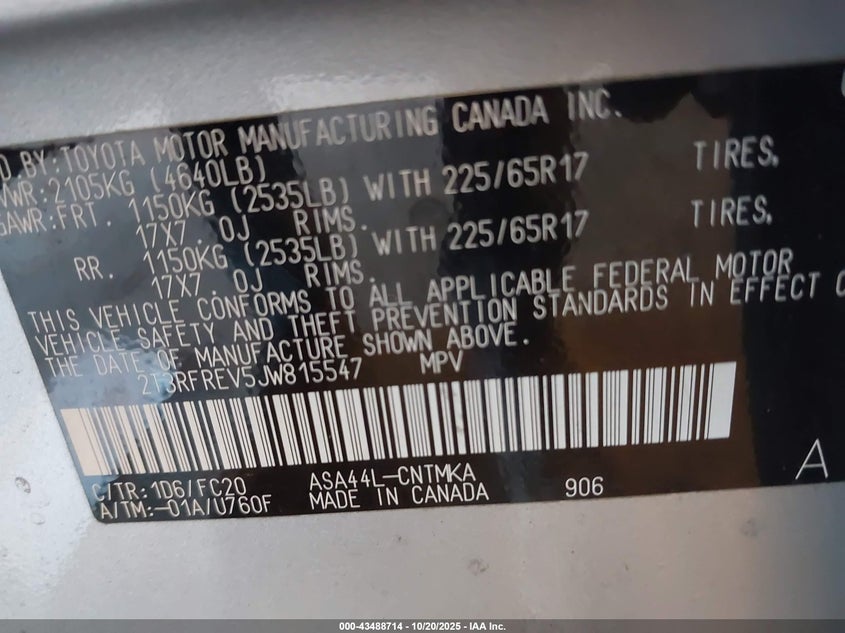 D BY:TOYOTA MOTOR MANUFACTURING CANADA INC.
VWR:2105KG (4640LB)
GAWR:FRT. 1150KG (2535LB) WITH 225/65R17 TIRES,
17X7.0J RIMS.
RR. 1150KG (2535LB) WITH 225/65R17 TIRES,
17X7.0J RIMS.
THIS VEHICLE CONFORMS TO ALL APPLICABLE FEDERAL MOTOR
VEHICLE SAFETY AND THEFT PREVENTION STANDARDS IN EFFECT O
THE DATE OF MANUFACTURE SHOWN ABOVE.
2T3RFREV5JW815547 MPV
C/TR:1D6/FC20 ASA44L-CNTMKA
A/TM:-01A/U760F MADE IN CANADA 906 A
000-43488714 - 10/20/2025 - IAA Inc.